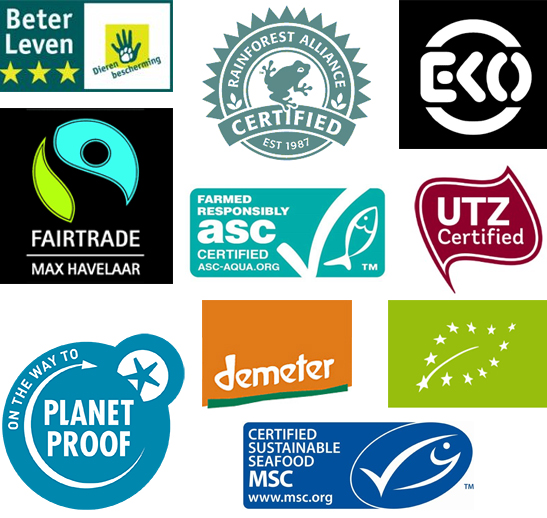 Beter
Leven
Dieren
bescherming
RAINFOREST ALLIANCE
CERTIFIED
EST 1987
EKO
FAIRTRADE
MAX HAVELAAR
FARMED
RESPONSIBLY
asc
CERTIFIED
ASC-AQUA.ORG
TM
UTZ
Certified
ON THE WAY TO
PLANET
PROOF
demeter
CERTIFIED
SUSTAINABLE
SEAFOOD
MSC
www.msc.org
TM